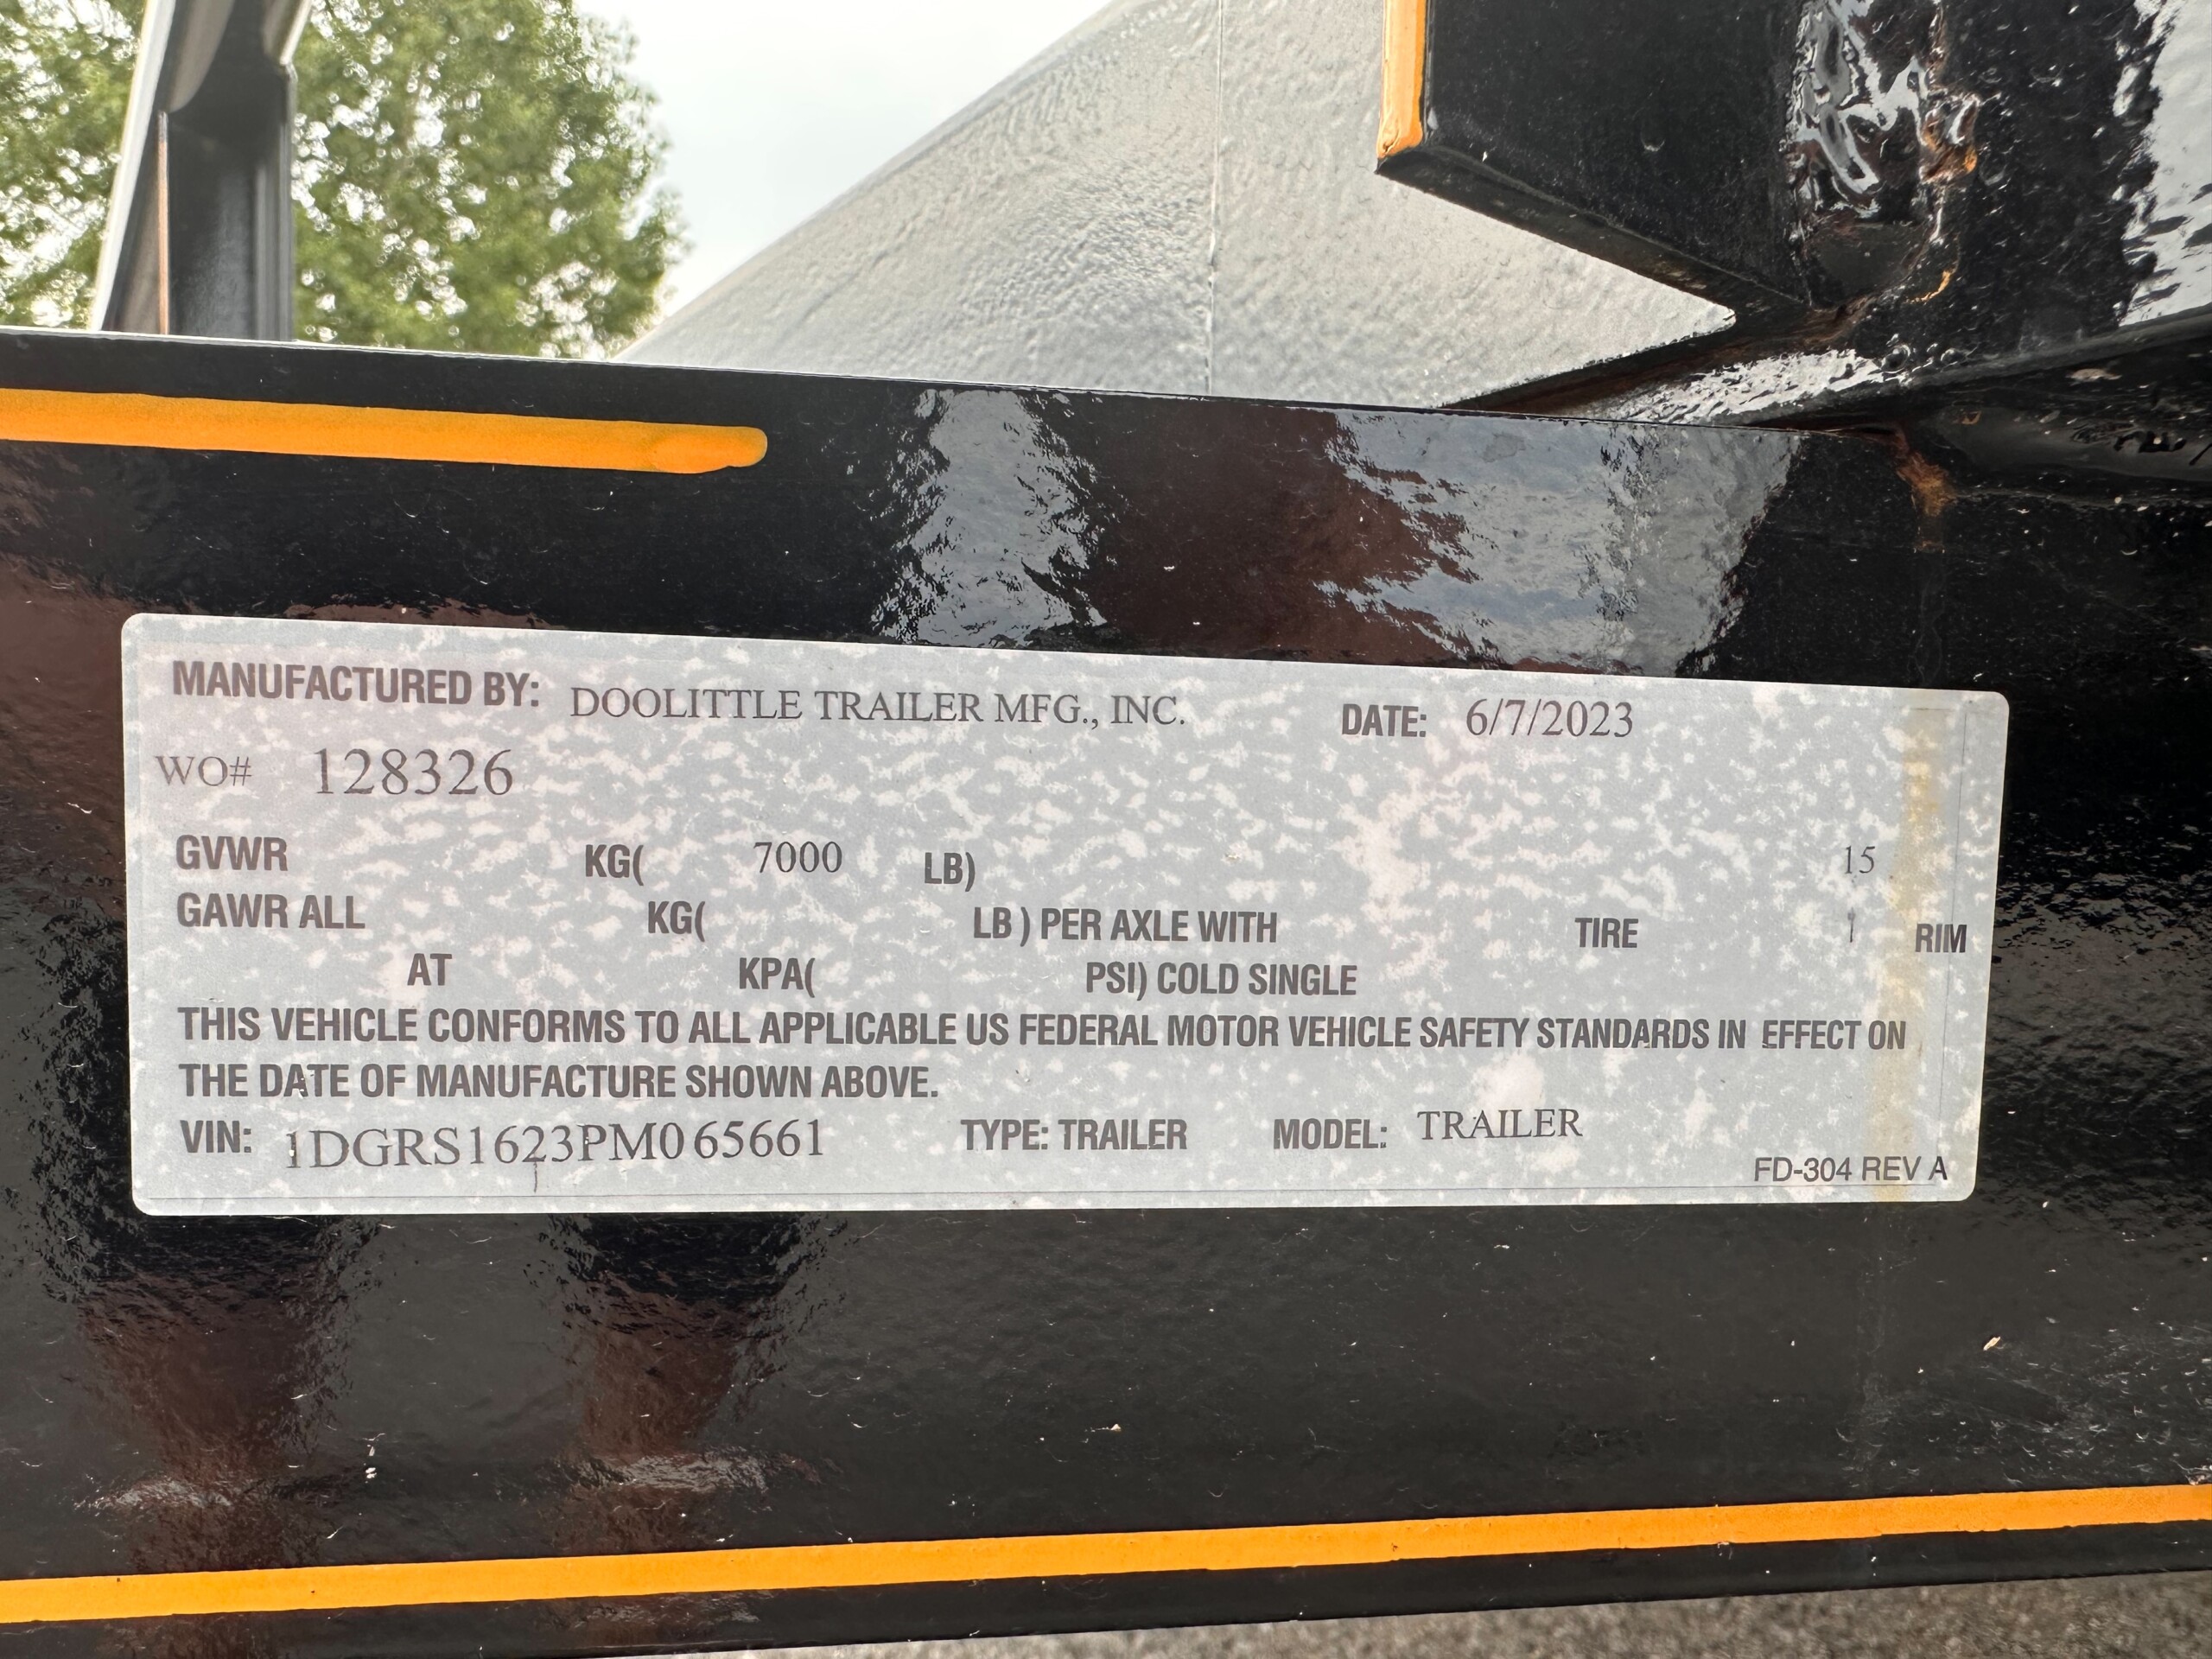 MANUFACTURED BY: DOOLITTLE TRAILER MFG., INC. DATE: 6/7/2023
WO# 128326
GVWR KG( 7000 LB) 15
GAWR ALL KG( LB) PER AXLE WITH TIRE RIM
AT KPA( PSI) COLD SINGLE
THIS VEHICLE CONFORMS TO ALL APPLICABLE US FEDERAL MOTOR VEHICLE SAFETY STANDARDS IN EFFECT ON
THE DATE OF MANUFACTURE SHOWN ABOVE.
VIN: 1DGRS1623PM065661 TYPE: TRAILER MODEL: TRAILER
FD-304 REV A